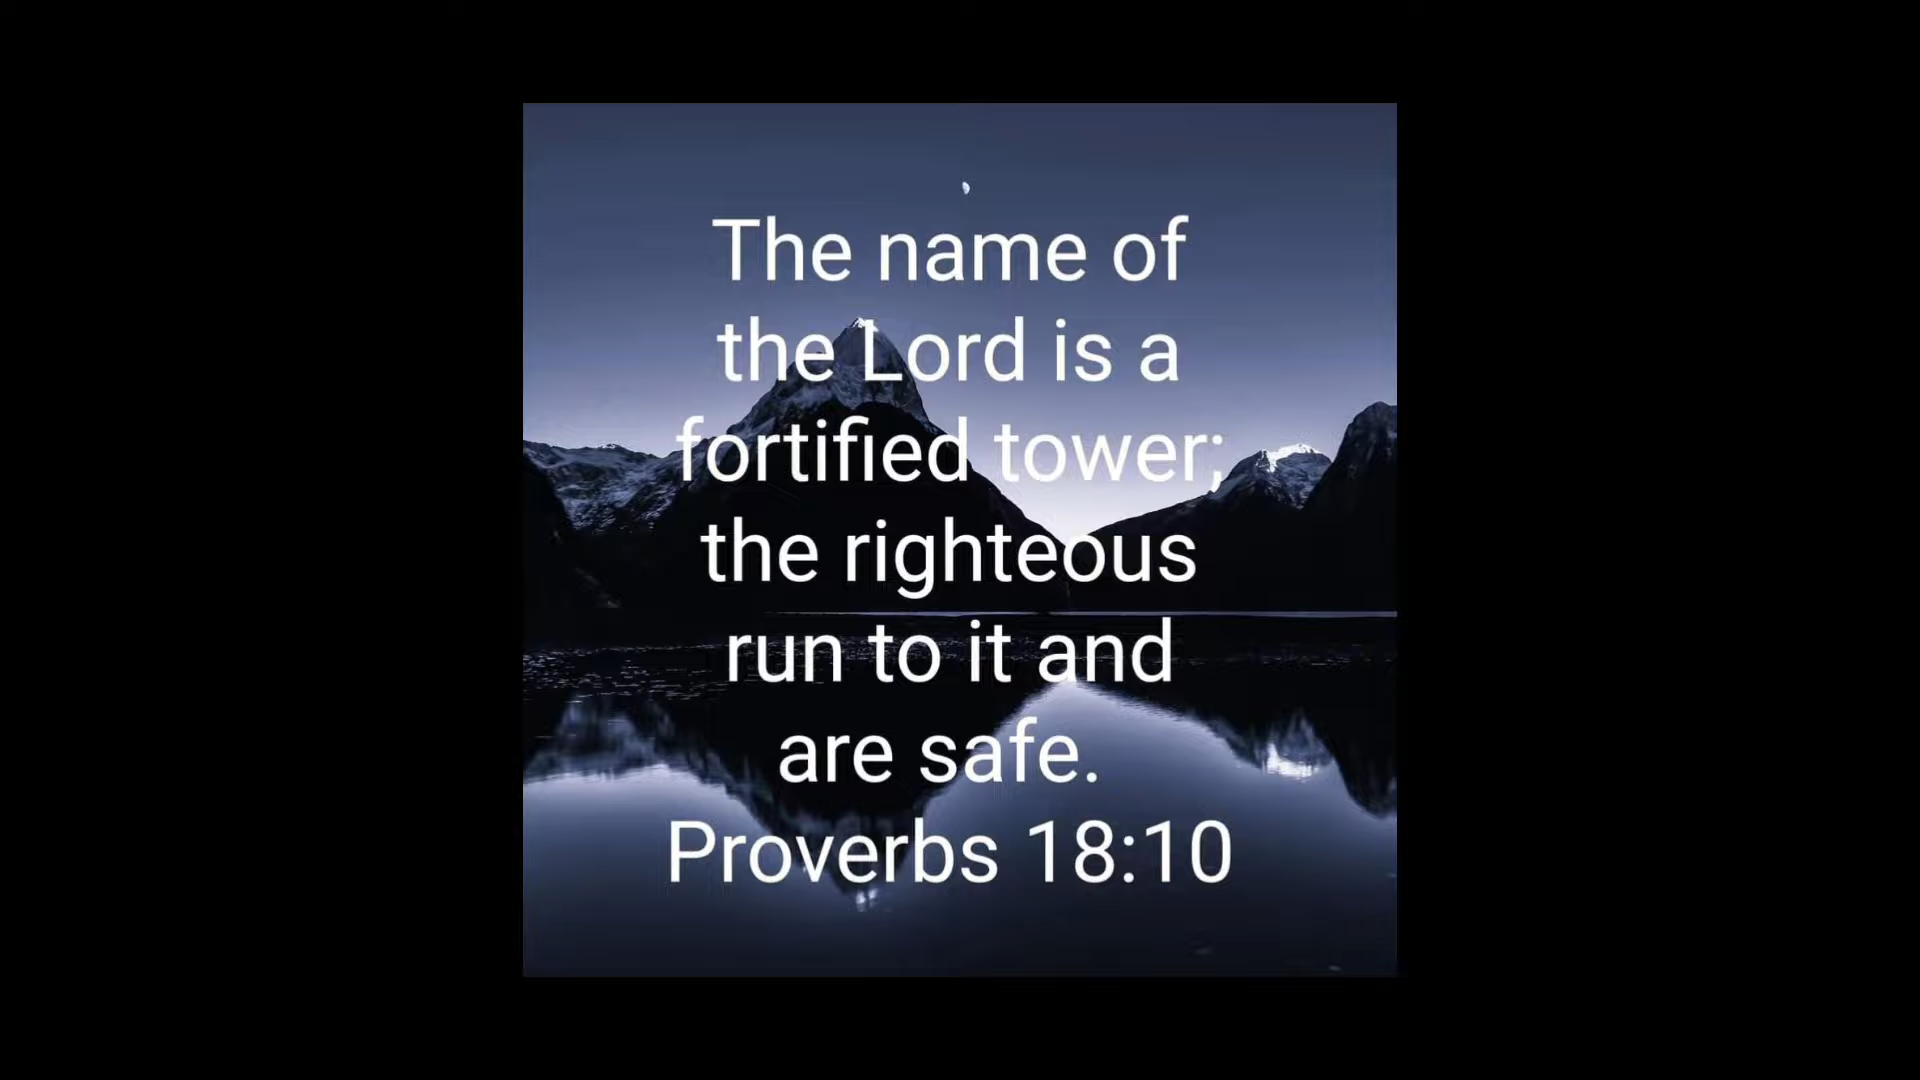 The name of
the Lord is a
fortified tower;
the righteous
run to it and
are safe.
Proverbs 18:10